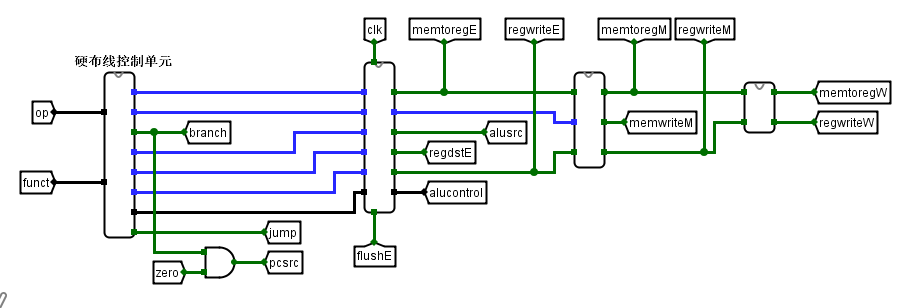 clk
memtoregE
regwriteE
memtoregM
regwriteM
硬布线控制单元
op
branch
alusrc
memwriteM
memtoregW
regwriteW
regdstE
funct
alucontrol
jump
flushE
zero
pcsrc